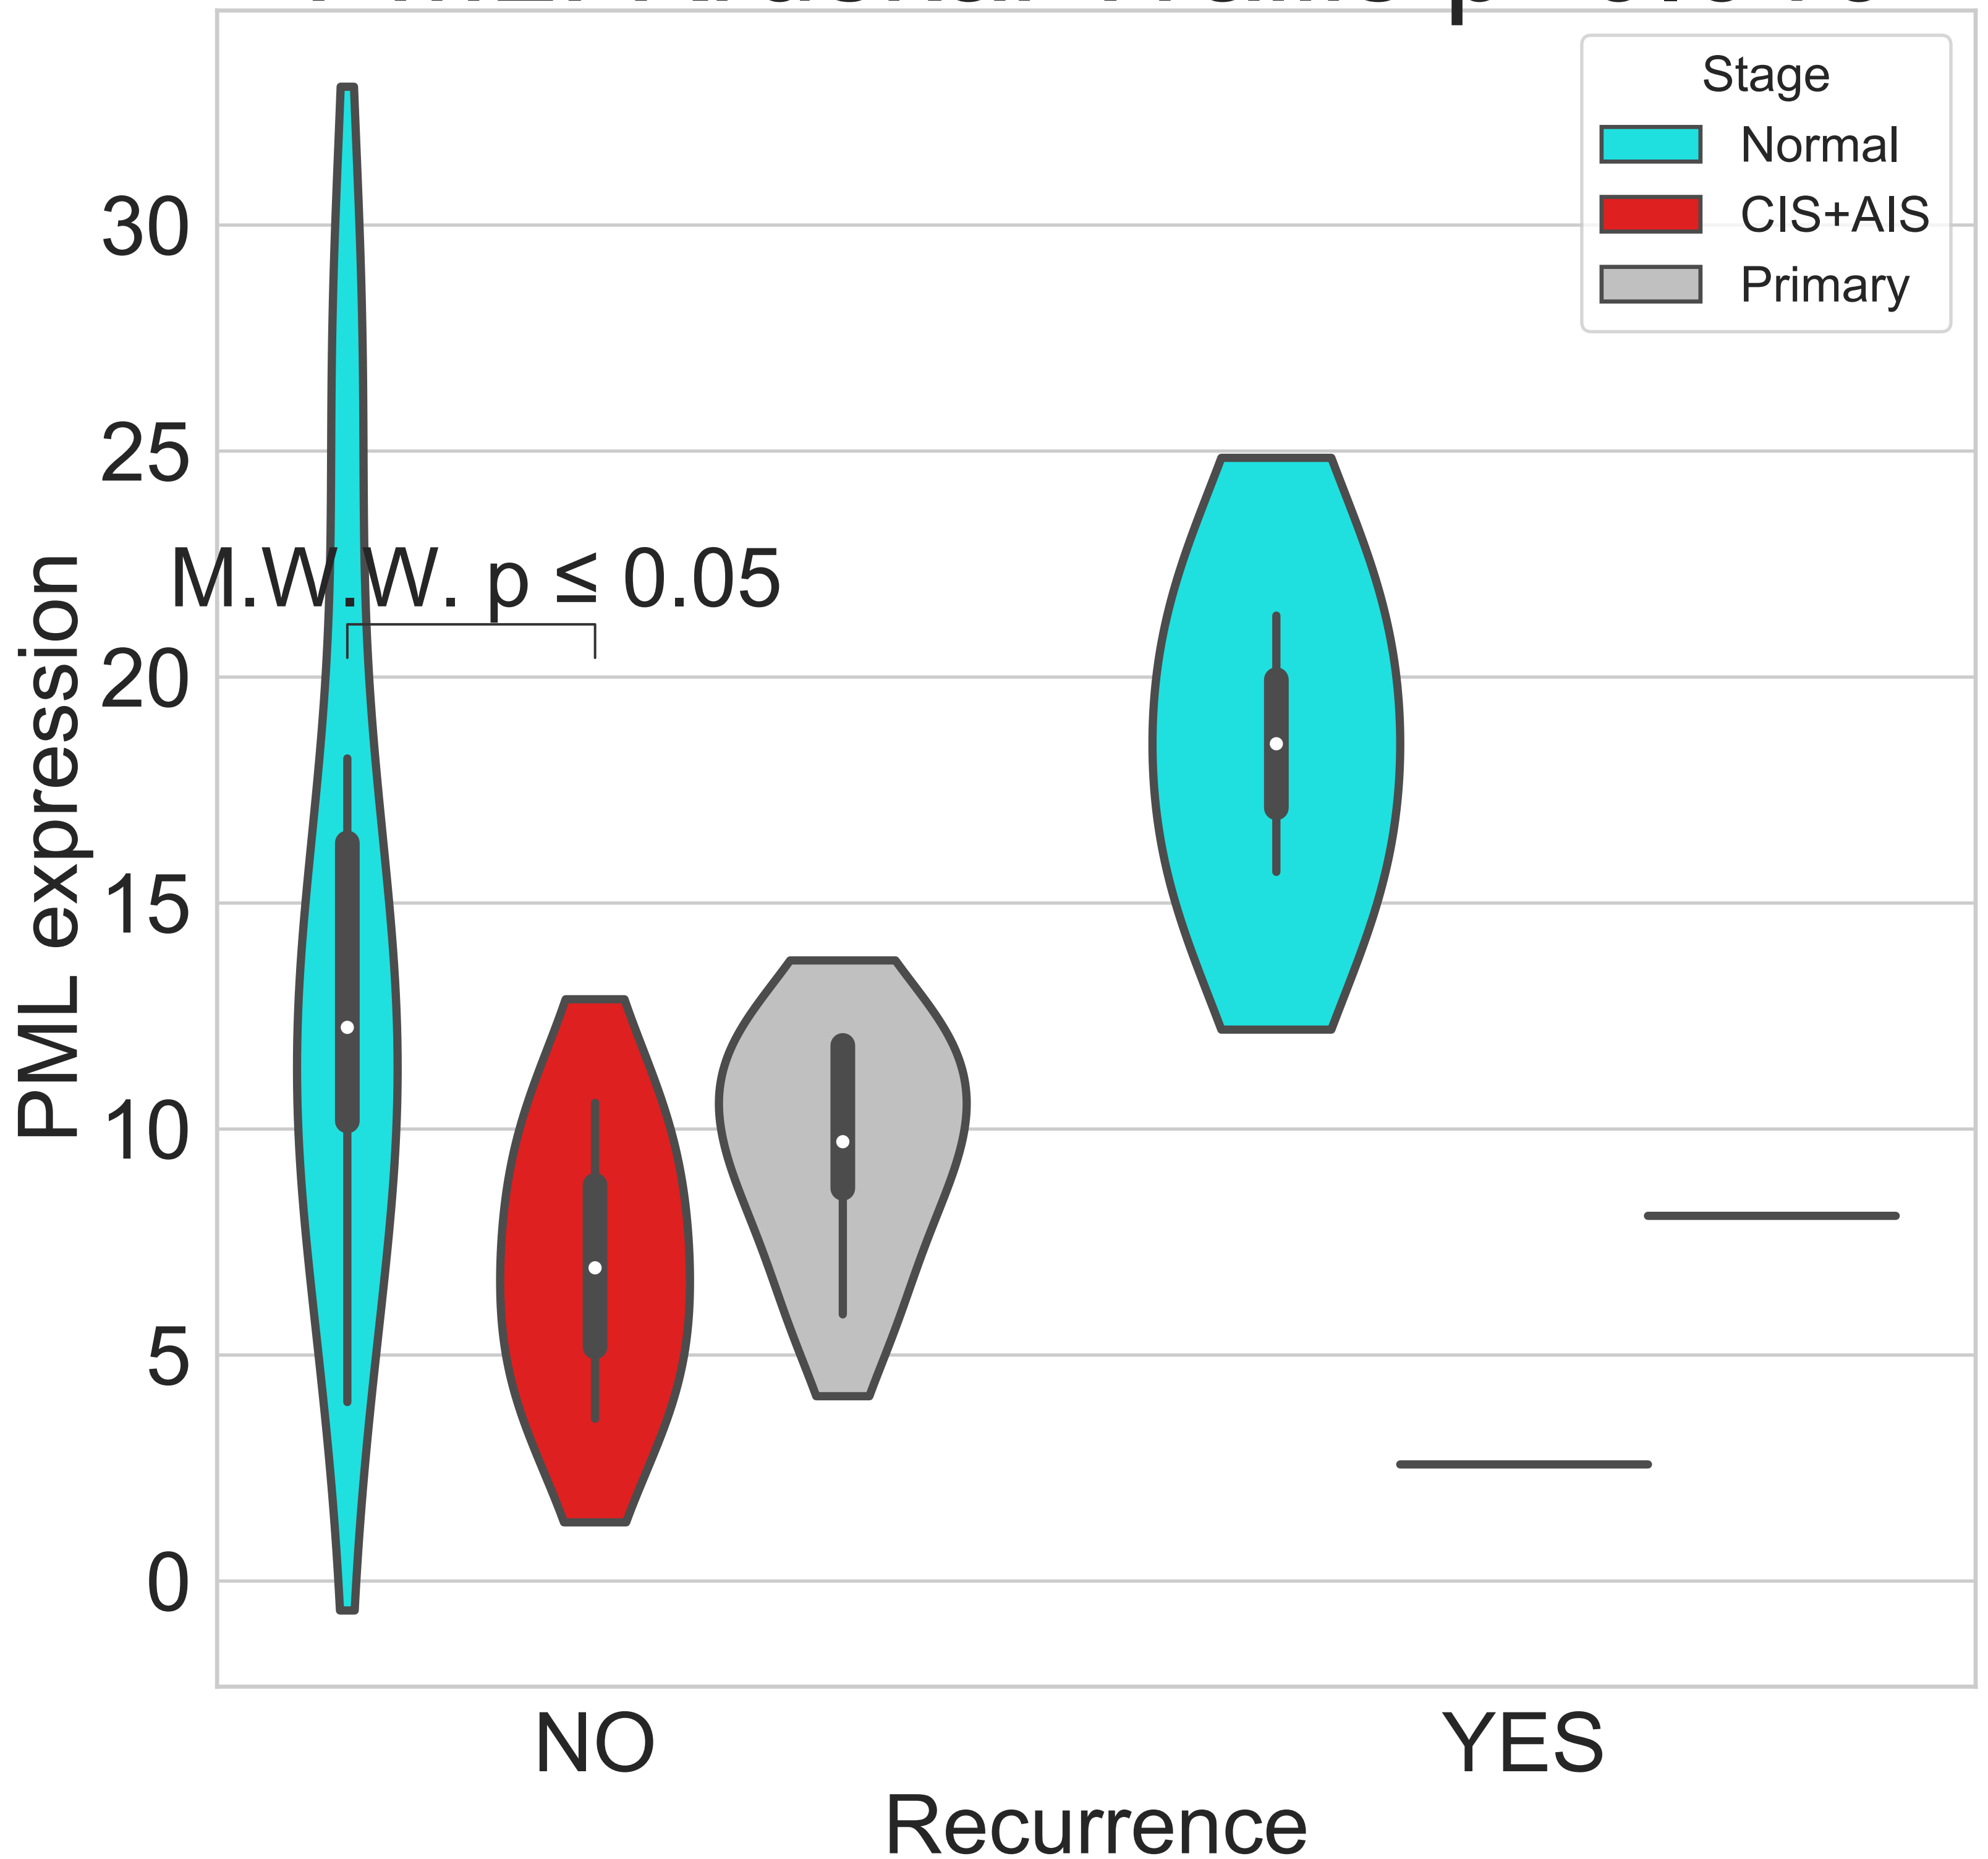 Stage
Normal
CIS+AIS
Primary
30
25
20
15
10
5
0
PML expression
M.W.W. p ≤ 0.05
NO
YES
Recurrence